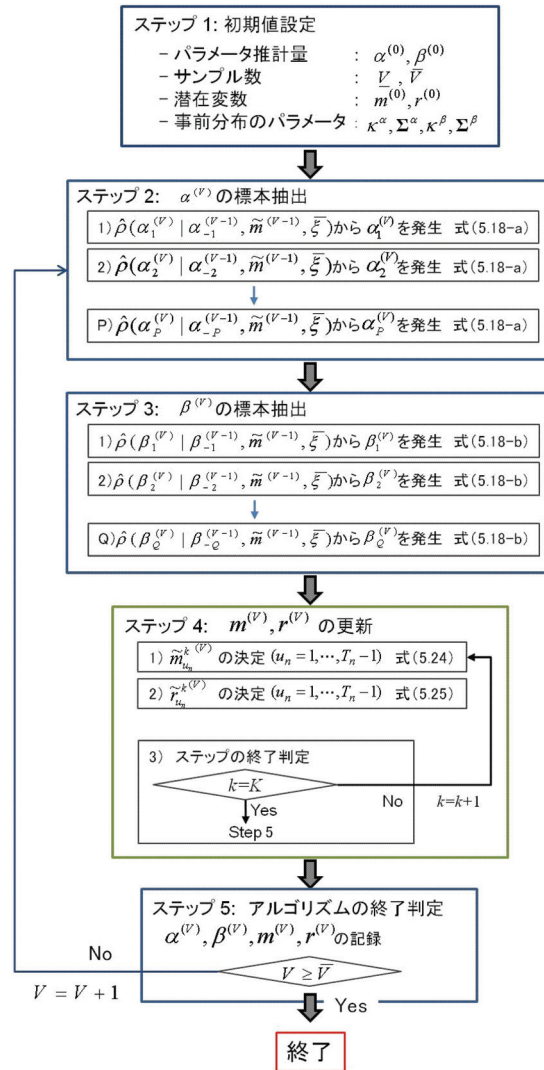 ステップ 1: 初期値設定
− パラメータ推計量 : α^(0), β^(0)
− サンプル数 : V̲, V̄
− 潜在変数 : m^(0), r^(0)
− 事前分布のパラメータ : κ^α, Σ^α, κ^β, Σ^β
ステップ 2: α^(V) の標本抽出
1) ρ̂(α_1^(V) | α_-1^(V-1), m̃^(V-1), ξ̄)から α_1^(V)を発生 式(5.18-a)
2) ρ̂(α_2^(V) | α_-2^(V-1), m̃^(V-1), ξ̄)から α_2^(V)を発生 式(5.18-a)
P) ρ̂(α_P^(V) | α_-P^(V-1), m̃^(V-1), ξ̄)からα_P^(V)を発生 式(5.18-a)
ステップ 3: β^(V) の標本抽出
1) ρ̂(β_1^(V) | β_-1^(V-1), m̃^(V-1), ξ̄)から β_1^(V)を発生 式(5.18-b)
2) ρ̂(β_2^(V) | β_-2^(V-1), m̃^(V-1), ξ̄)から β_2^(V)を発生 式(5.18-b)
Q) ρ̂(β_Q^(V) | β_-Q^(V-1), m̃^(V-1), ξ̄)から β_Q^(V)を発生 式(5.18-b)
ステップ 4: m^(V), r^(V) の更新
1) m̃_{u_n}^k^(V) の決定 (u_n = 1,…,T_n −1) 式(5.24)
2) r̃_{u_n}^k^(V) の決定 (u_n = 1,…,T_n −1) 式(5.25)
3) ステップの終了判定
k=K
No k=k+1
Yes
Step 5
ステップ 5: アルゴリズムの終了判定
α^(V), β^(V), m^(V), r^(V)の記録
No
V ≥ V̄
V = V + 1
Yes
終了